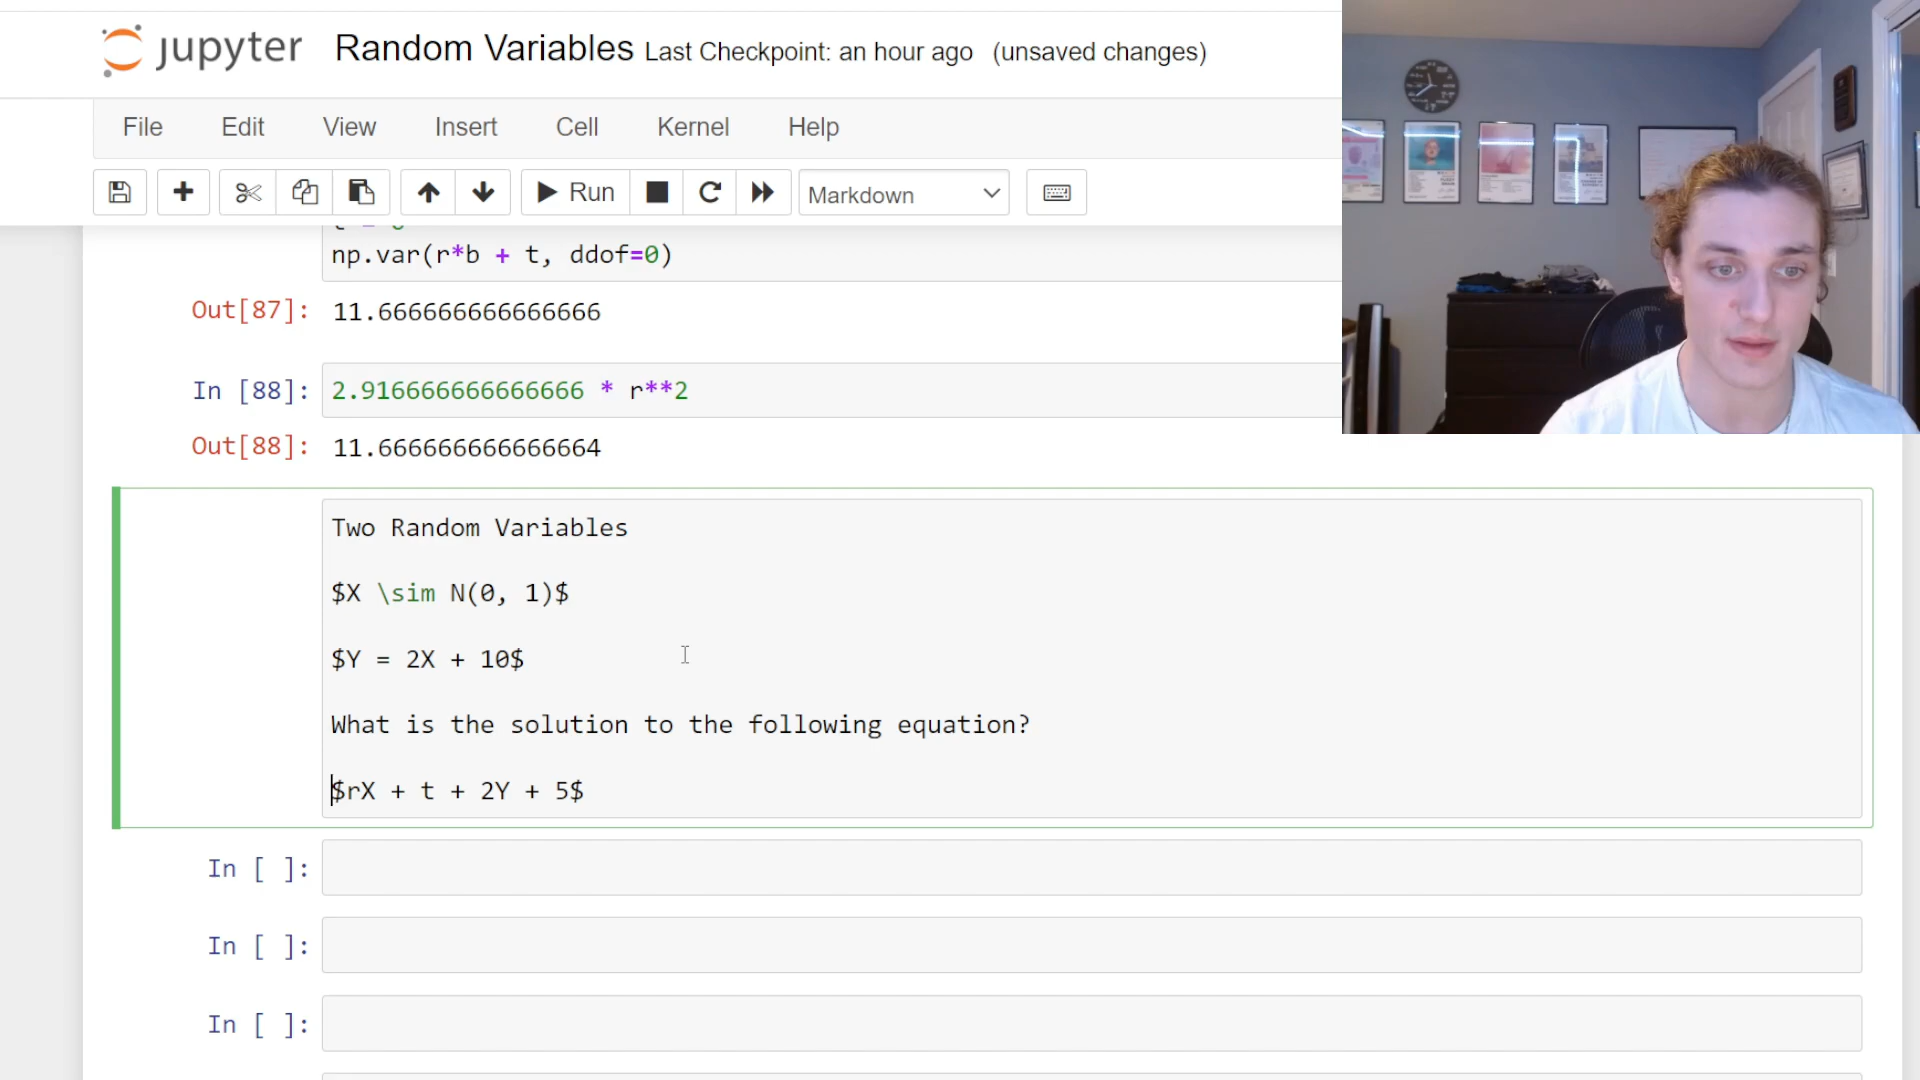 jupyter Random Variables Last Checkpoint: an hour ago (unsaved changes)
File Edit View Insert Cell Kernel Help
Run Markdown
np.var(r*b + t, ddof=0)
Out[87]: 11.666666666666666
In [88]: 2.916666666666666 * r**2
Out[88]: 11.666666666666664
Two Random Variables
$X \sim N(0, 1)$
$Y = 2X + 10$
What is the solution to the following equation?
$rX + t + 2Y + 5$
In [ ]:
In [ ]:
In [ ]: